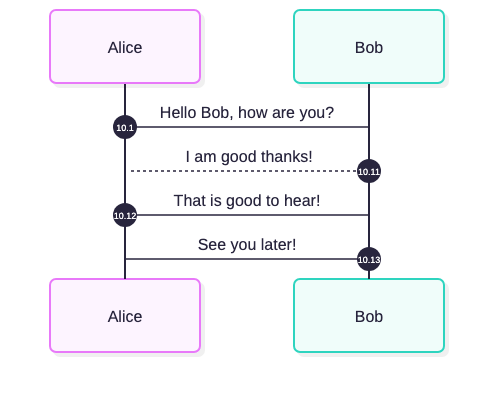 Alice
Bob
Hello Bob, how are you?
10.1
I am good thanks!
10.11
That is good to hear!
10.12
See you later!
10.13
Alice
Bob